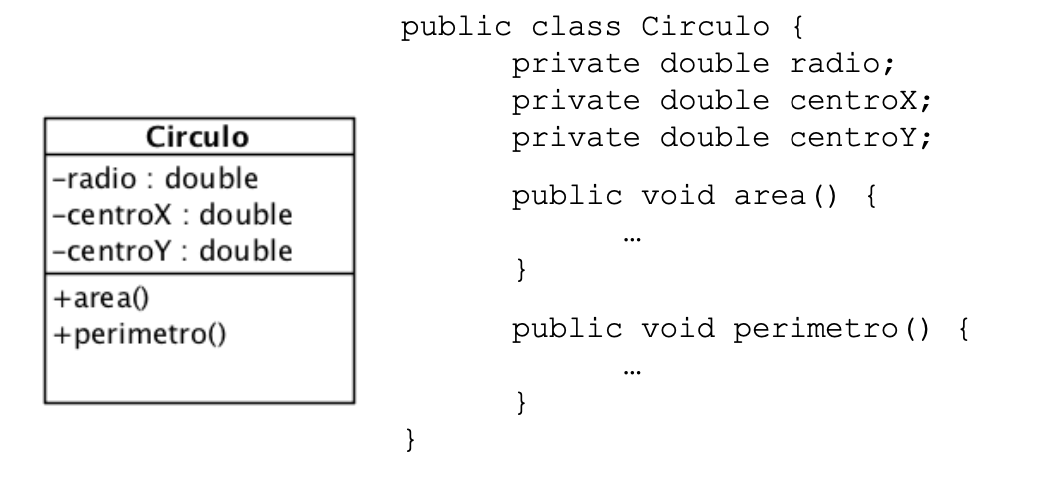 Circulo
-radio : double
-centroX : double
-centroY : double
+area()
+perimetro()
public class Circulo {
private double radio;
private double centroX;
private double centroY;
public void area() {
…
}
public void perimetro() {
…
}
}